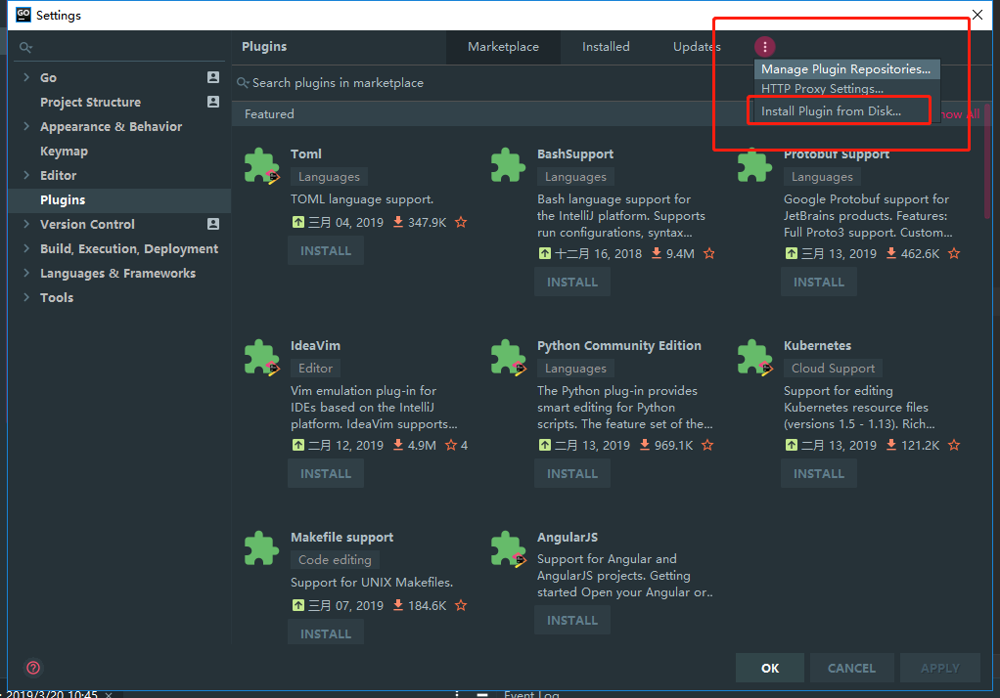 GO
Settings
Plugins
Marketplace
Installed
Updates
Search plugins in marketplace
Manage Plugin Repositories...
HTTP Proxy Settings...
Install Plugin from Disk...
Go
Project Structure
Appearance & Behavior
Keymap
Editor
Plugins
Version Control
Build, Execution, Deployment
Languages & Frameworks
Tools
Featured
how All
Toml
Languages
TOML language support.
三月 04, 2019 347.9K
INSTALL
BashSupport
Languages
Bash language support for
the IntelliJ platform. Supports
run configurations, syntax...
十二月 16, 2018 9.4M
INSTALL
Protobuf Support
Languages
Google Protobuf support for
JetBrains products. Features:
Full Proto3 support. Custom...
三月 13, 2019 462.6K
INSTALL
IdeaVim
Editor
Vim emulation plug-in for
IDEs based on the IntelliJ
platform. IdeaVim supports...
二月 12, 2019 4.9M 4
INSTALL
Python Community Edition
Languages
The Python plug-in provides
smart editing for Python
scripts. The feature set of the...
二月 13, 2019 969.1K
INSTALL
Kubernetes
Cloud Support
Support for editing
Kubernetes resource files
(versions 1.5 - 1.13). Rich...
二月 13, 2019 121.2K
INSTALL
Makefile support
Code editing
Support for UNIX Makefiles.
三月 07, 2019 184.6K
INSTALL
AngularJS
Support for Angular and
AngularJS projects. Getting
started Open your Angular or..
INSTALL
?
OK
CANCEL
APPLY
: 2019/3/20 10:45 ×
Event Log